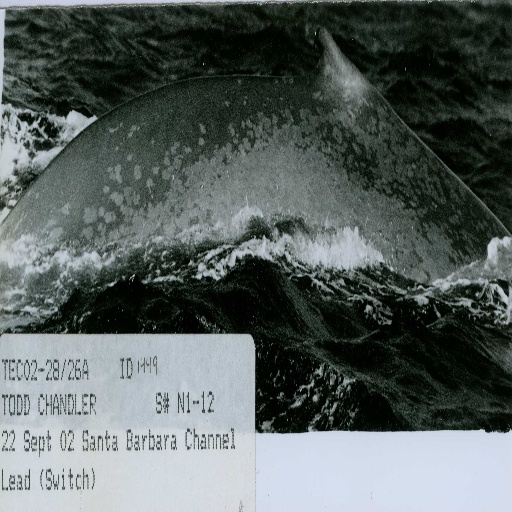 TEC02-28/26A ID 1449
TODD CHANDLER S# N1-12
22 Sept 02 Santa Barbara Channel
Lead (Switch)